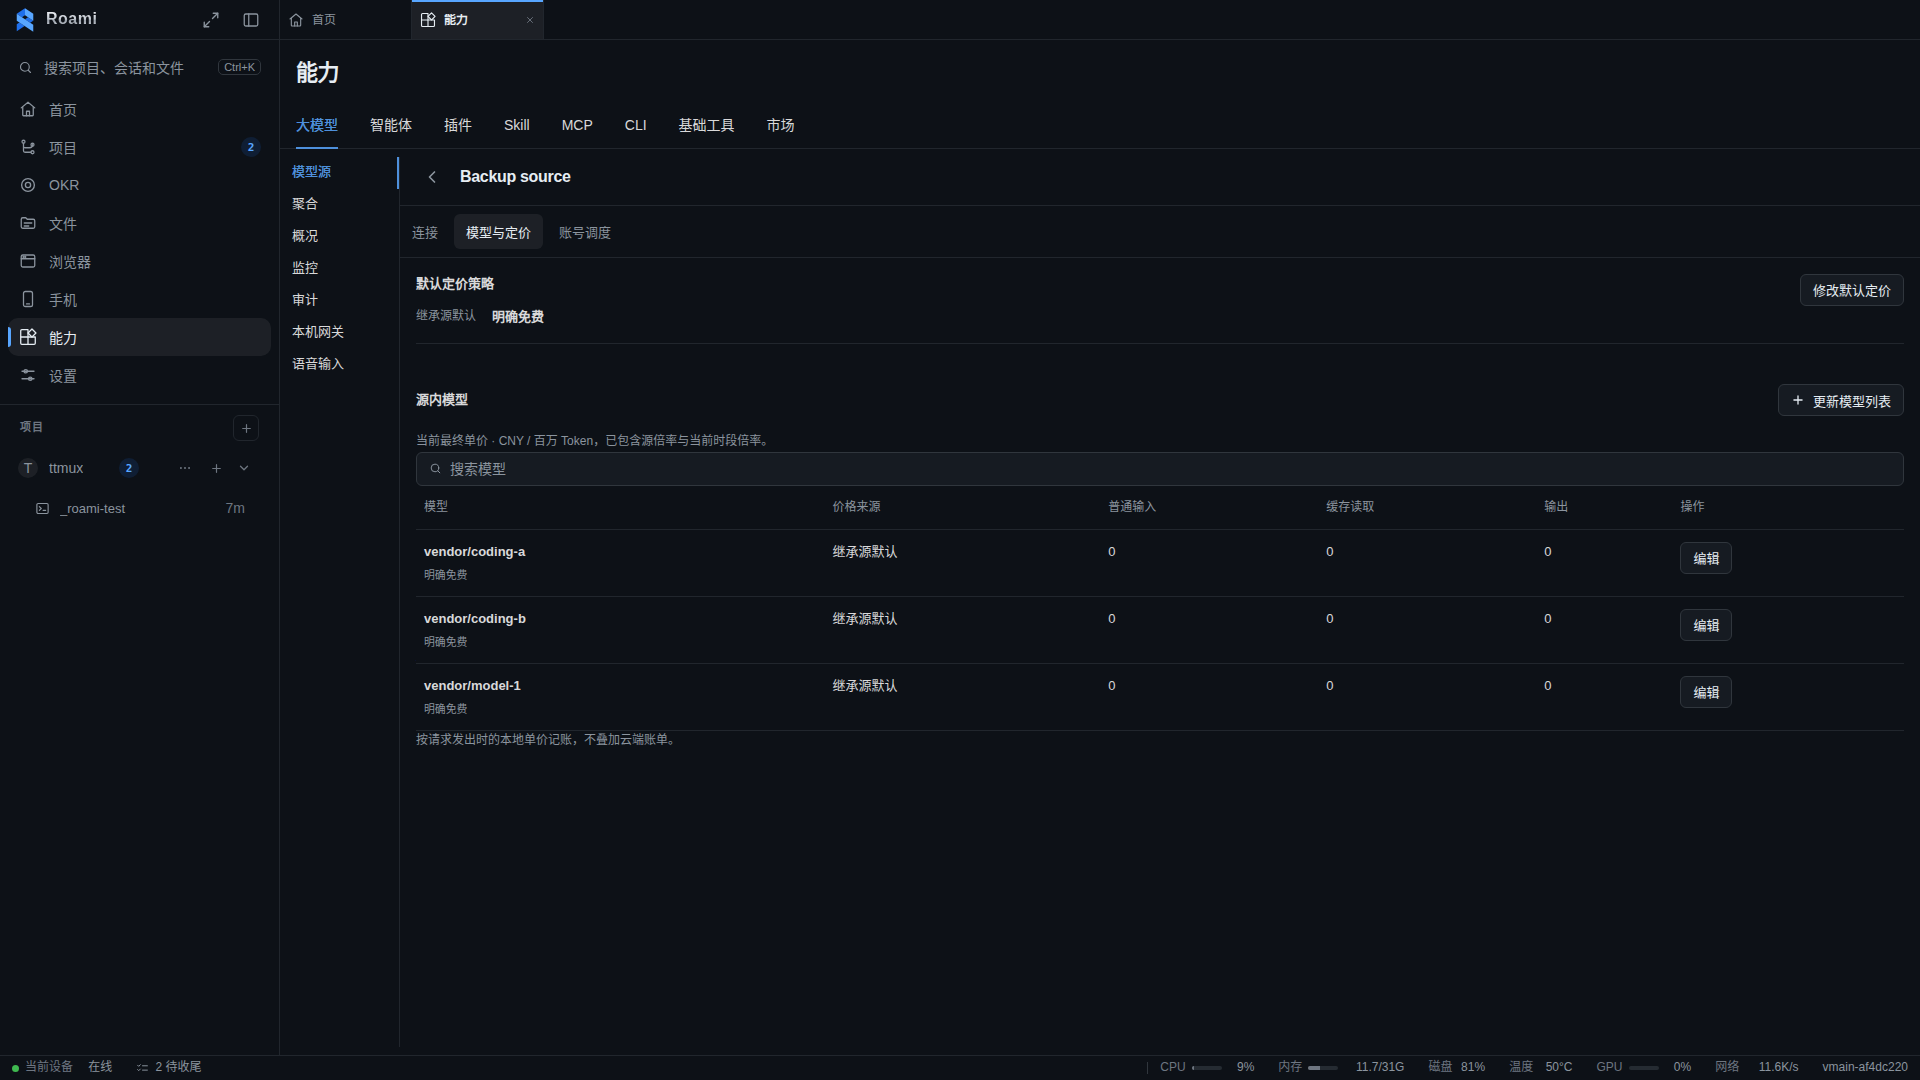 Roami
首页
能力
搜索项目、会话和文件 Ctrl+K
首页
项目 2
OKR
文件
浏览器
手机
能力
设置
项目
T ttmux 2
_roami-test 7m
能力
大模型 智能体 插件 Skill MCP CLI 基础工具 市场
模型源
聚合
概况
监控
审计
本机网关
语音输入
Backup source
连接 模型与定价 账号调度
默认定价策略
修改默认定价
继承源默认 明确免费
源内模型
更新模型列表
当前最终单价 · CNY / 百万 Token，已包含源倍率与当前时段倍率。
搜索模型
模型 价格来源 普通输入 缓存读取 输出 操作
vendor/coding-a 继承源默认 0 0 0 编辑
明确免费
vendor/coding-b 继承源默认 0 0 0 编辑
明确免费
vendor/model-1 继承源默认 0 0 0 编辑
明确免费
按请求发出时的本地单价记账，不叠加云端账单。
当前设备 在线 2 待收尾 CPU 9% 内存 11.7/31G 磁盘 81% 温度 50°C GPU 0% 网络 11.6K/s vmain-af4dc220